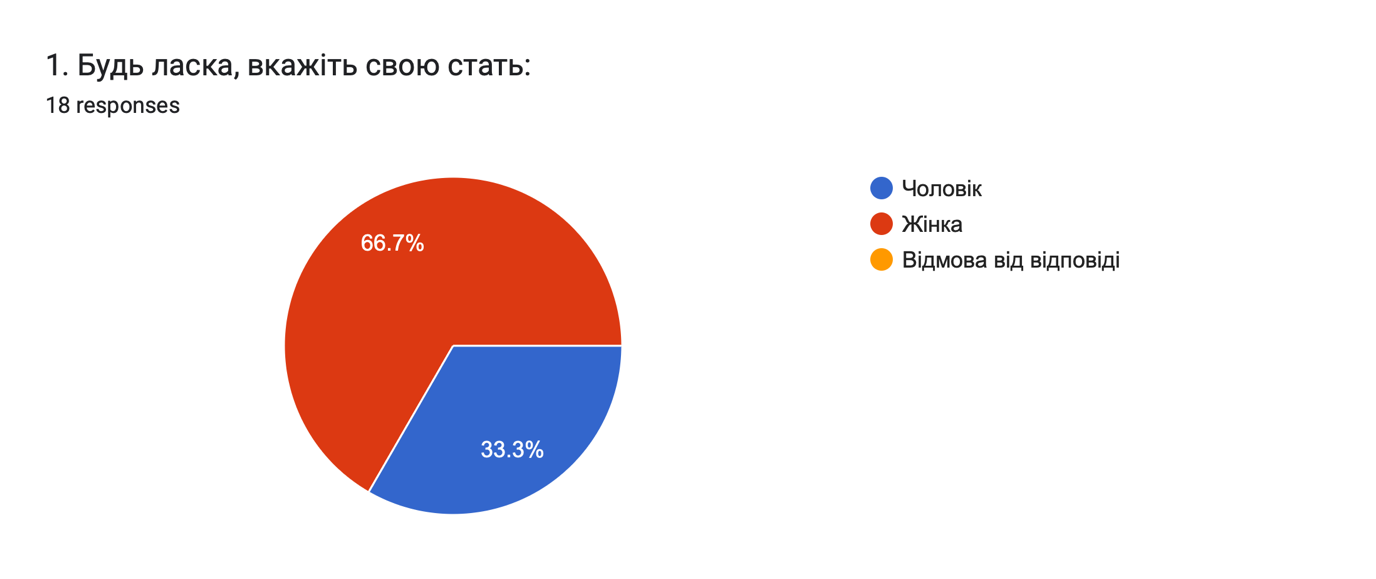 1. Будь ласка, вкажіть свою стать:
18 responses
66.7%
33.3%
Чоловік
Жінка
Відмова від відповіді